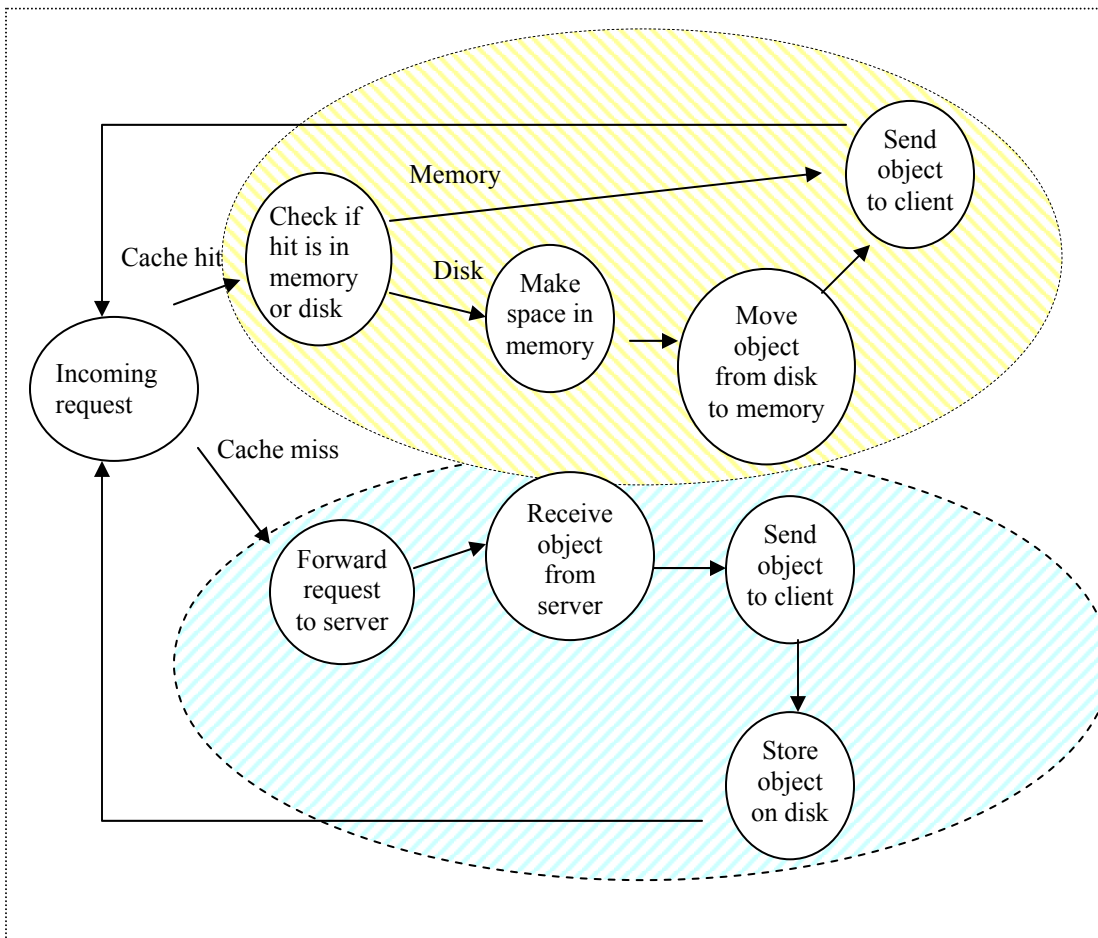 Send
object
to client
Memory
Check if
hit is in
memory
or disk
Cache hit
Disk
Make
space in
memory
Move
object
from disk
to memory
Incoming
request
Cache miss
Receive
object
from
server
Send
object
to client
Forward
request
to server
Store
object
on disk